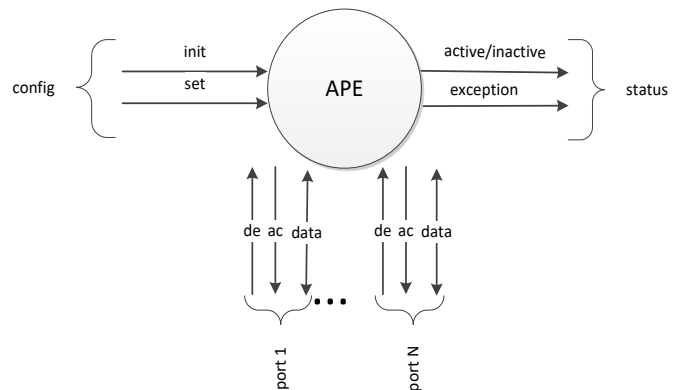 init
active/inactive
config
APE
status
set
exception
de ac data
de ac data
...
port 1
port N